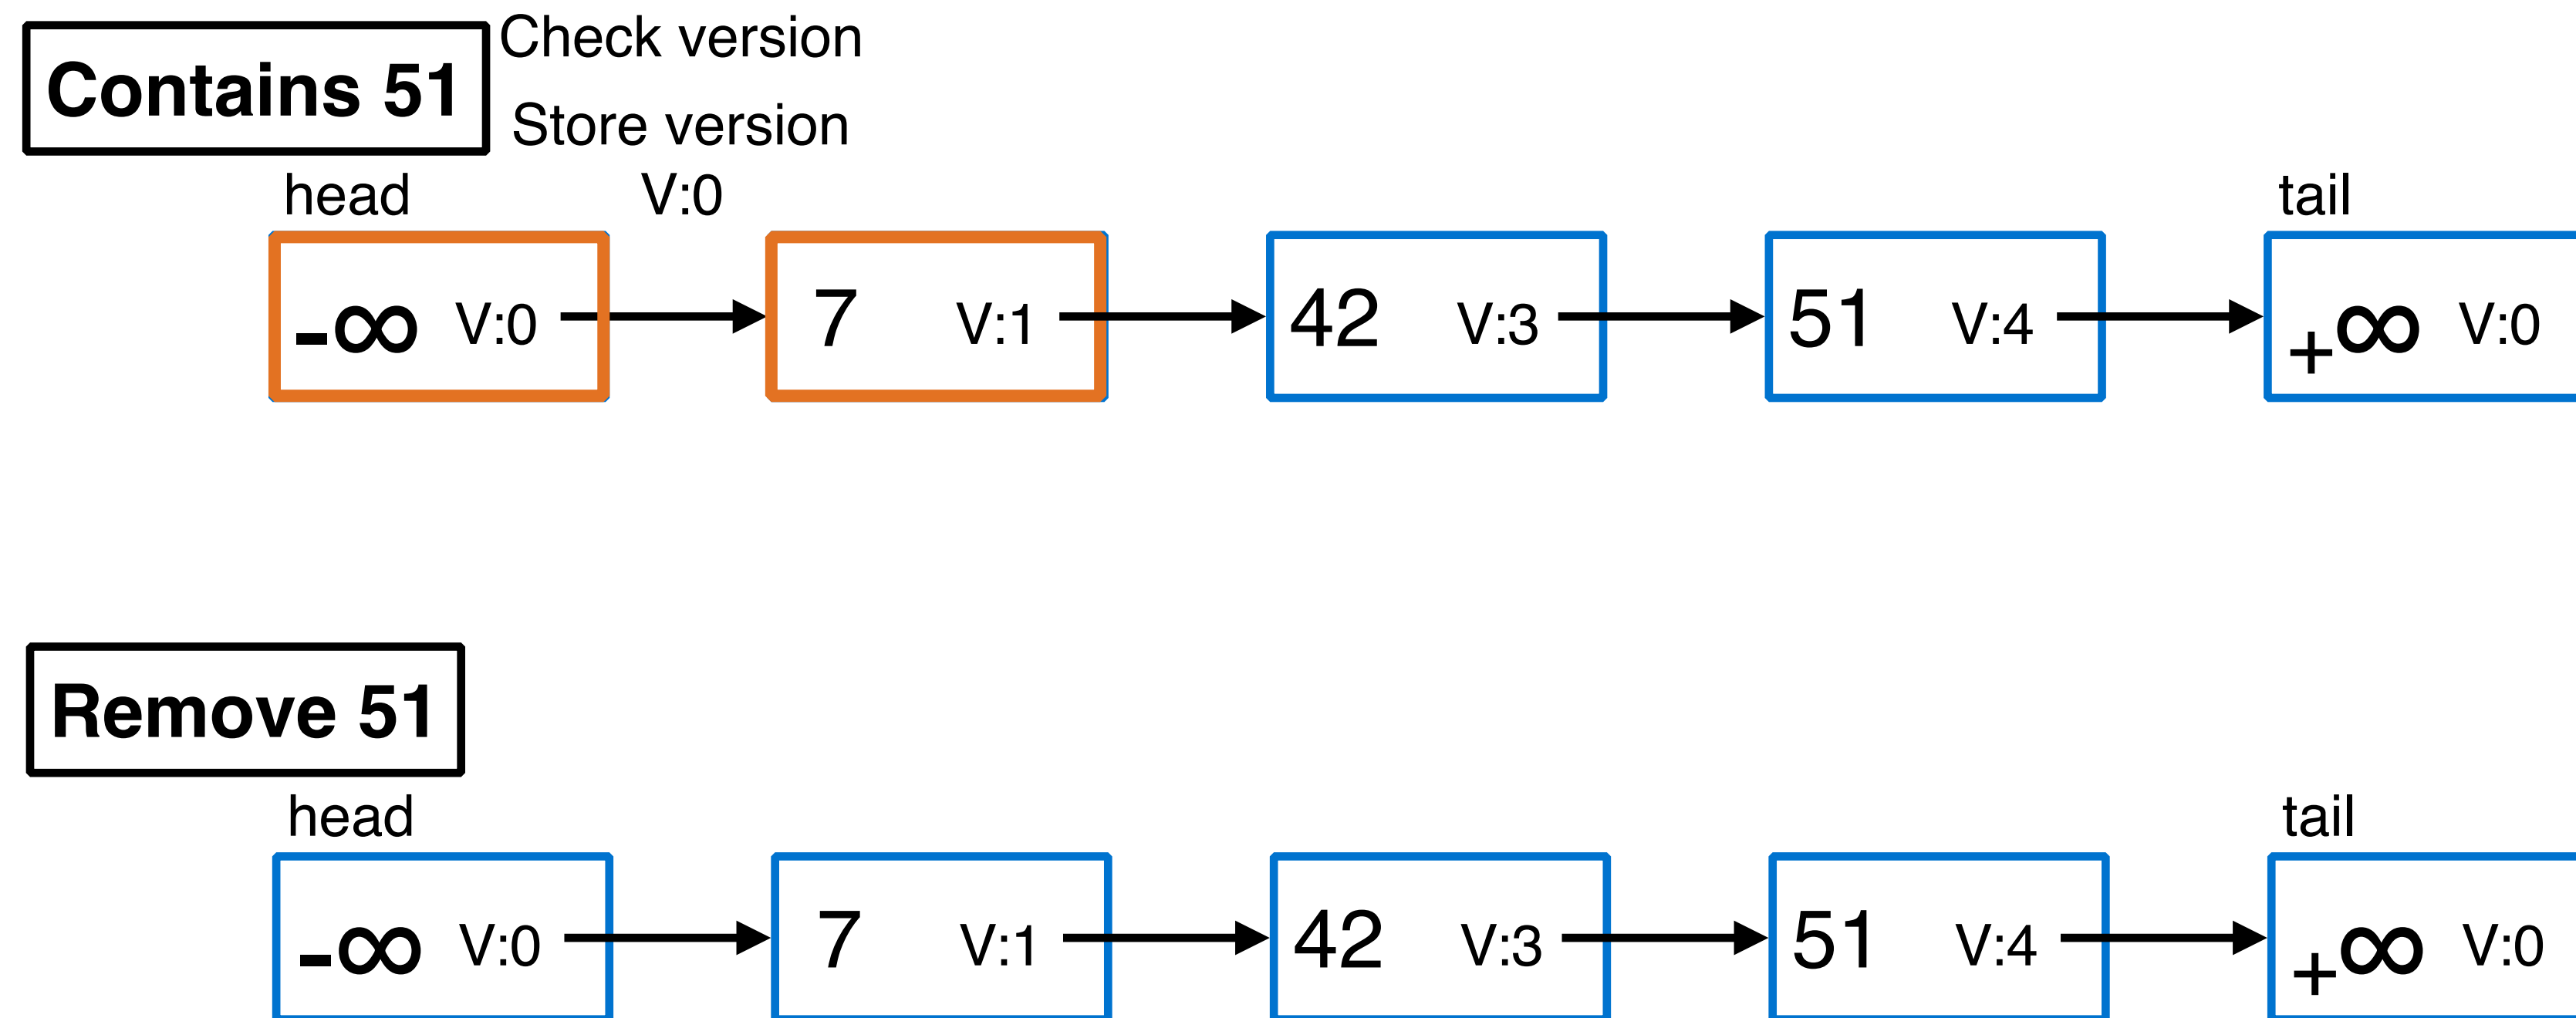 Check version
Contains 51
Store version
head V:0 tail
-∞ V:0 7 V:1 42 V:3 51 V:4 +∞ V:0
Remove 51
head tail
-∞ V:0 7 V:1 42 V:3 51 V:4 +∞ V:0